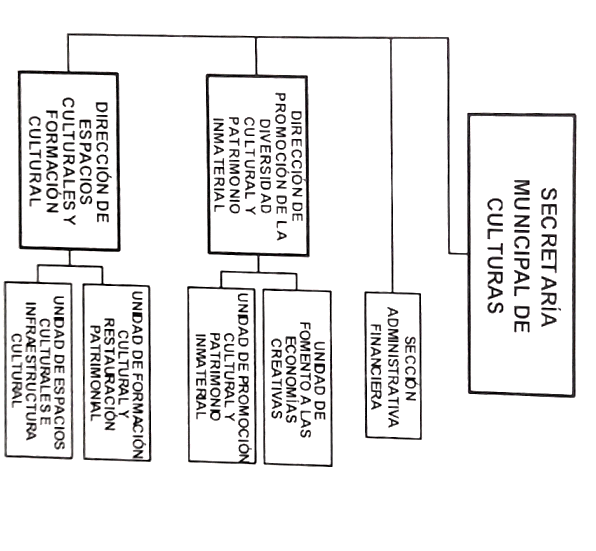 SECRETARÍA
MUNICIPAL DE
CULTURAS
SECCIÓN
ADMINISTRATIVA
FINANCIERA
DIRECCIÓN DE
PROMOCIÓN DE LA
DIVERSIDAD
CULTURAL Y
PATRIMONIO
INMATERIAL
UNIDAD DE
FOMENTO A LAS
ECONOMÍAS
CREATIVAS
UNIDAD DE PROMOCIÓN
CULTURAL Y
PATRIMONIO
INMATERIAL
DIRECCIÓN DE
ESPACIOS
CULTURALES Y
FORMACIÓN
CULTURAL
UNIDAD DE FORMACIÓN
CULTURAL Y
RESTAURACIÓN
PATRIMONIAL
UNIDAD DE ESPACIOS
CULTURALES E
INFRAESTRUCTURA
CULTURAL